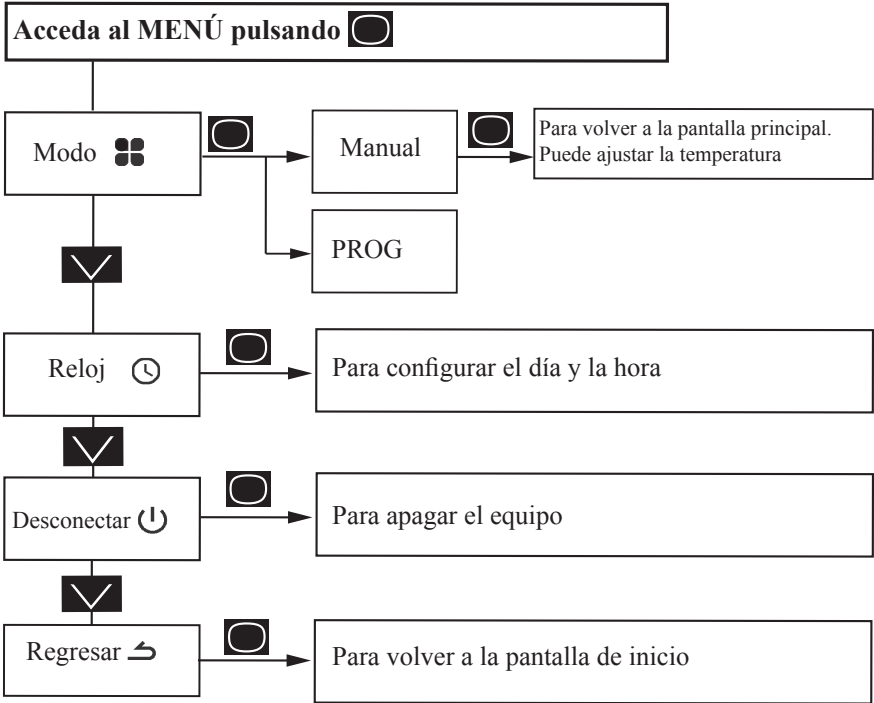 Acceda al MENÚ pulsando
Modo
Manual
Para volver a la pantalla principal.
Puede ajustar la temperatura
PROG
Reloj
Para configurar el día y la hora
Desconectar
Para apagar el equipo
Regresar
Para volver a la pantalla de inicio